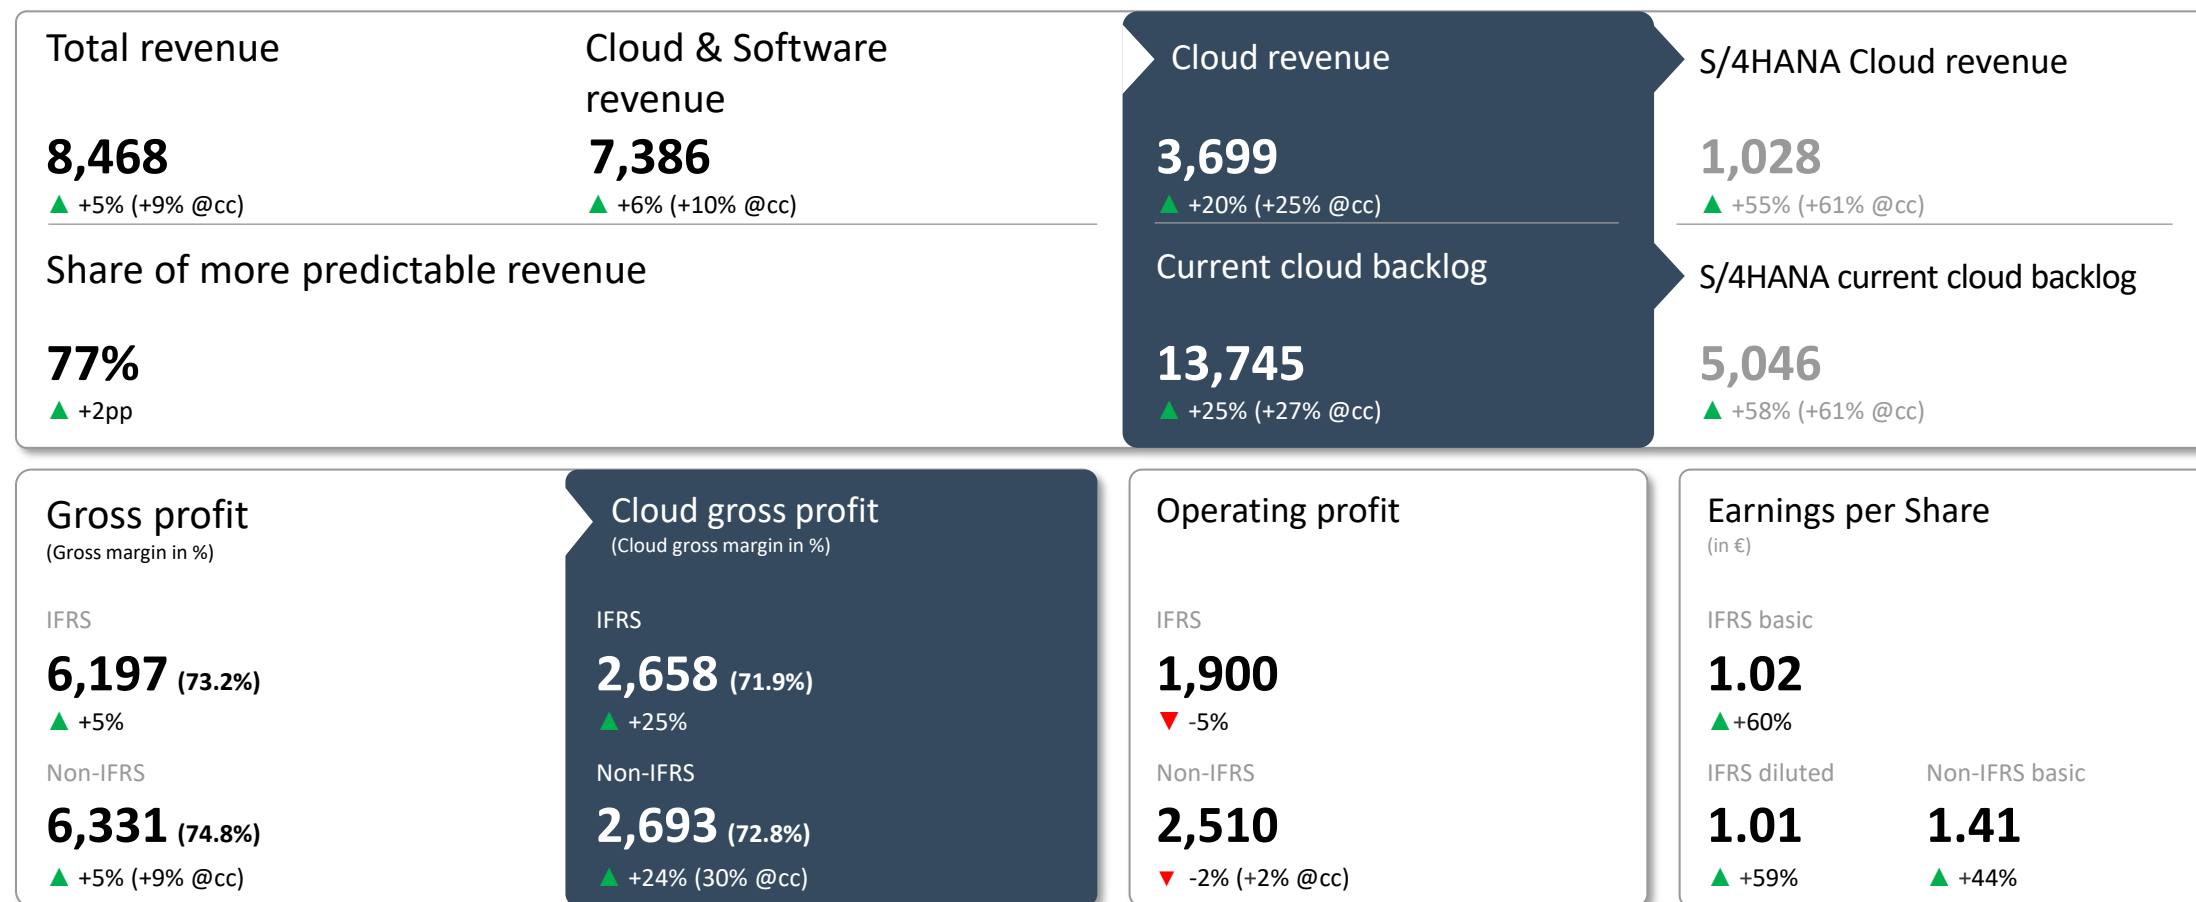 Total revenue
8,468
▲ +5% (+9% @cc)
Cloud & Software
revenue
7,386
▲ +6% (+10% @cc)
Cloud revenue
3,699
▲ +20% (+25% @cc)
S/4HANA Cloud revenue
1,028
▲ +55% (+61% @cc)
Share of more predictable revenue
77%
▲ +2pp
Current cloud backlog
13,745
▲ +25% (+27% @cc)
S/4HANA current cloud backlog
5,046
▲ +58% (+61% @cc)
Gross profit
(Gross margin in %)
IFRS
6,197 (73.2%)
▲ +5%
Non-IFRS
6,331 (74.8%)
▲ +5% (+9% @cc)
Cloud gross profit
(Cloud gross margin in %)
IFRS
2,658 (71.9%)
▲ +25%
Non-IFRS
2,693 (72.8%)
▲ +24% (30% @cc)
Operating profit
IFRS
1,900
▼ -5%
Non-IFRS
2,510
▼ -2% (+2% @cc)
Earnings per Share
(in €)
IFRS basic
1.02
▲+60%
IFRS diluted
1.01
▲ +59%
Non-IFRS basic
1.41
▲ +44%